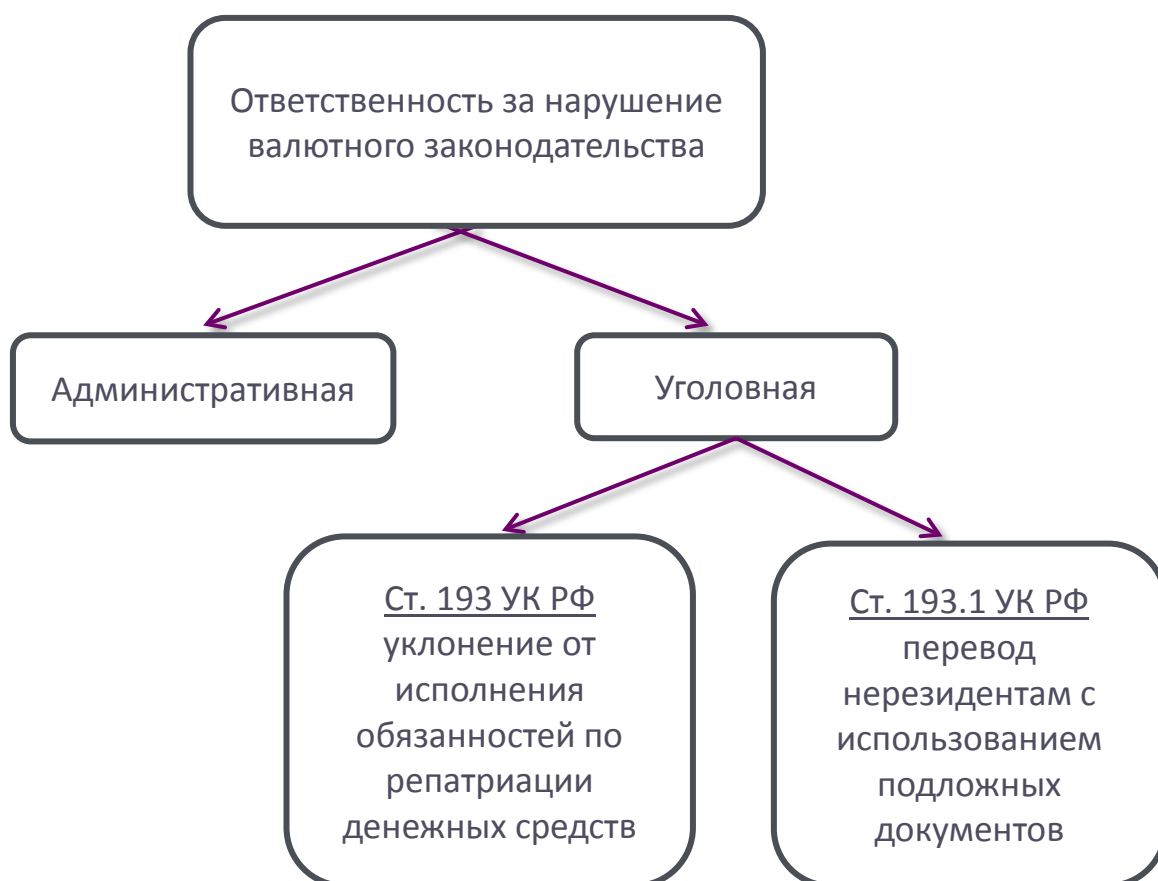 Ответственность за нарушение
валютного законодательства
Административная
Уголовная
Ст. 193 УК РФ
уклонение от
исполнения
обязанностей по
репатриации
денежных средств
Ст. 193.1 УК РФ
перевод
нерезидентам с
использованием
подложных
документов